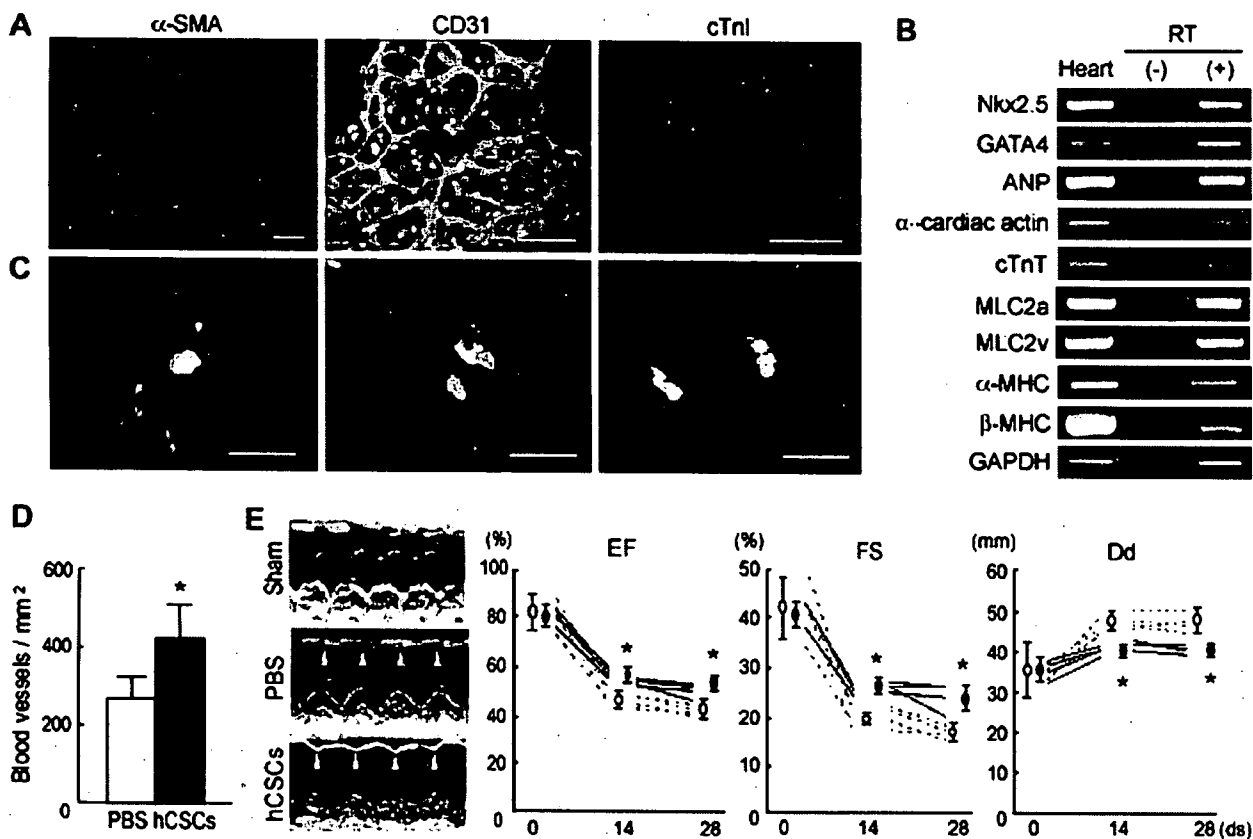 A
α-SMA
CD31
cTnI
C
B
RT
Heart (-) (+)
Nkx2.5
GATA4
ANP
α-cardiac actin
cTnT
MLC2a
MLC2v
α-MHC
β-MHC
GAPDH
D
Blood vessels / mm²
600
400
200
0
*
PBS hCSCs
E
Sham
PBS
hCSCs
(%)
EF
100
80
60
40
20
0
* *
0 14 28
(%)
FS
50
40
30
20
10
0
* *
0 14 28
(mm)
Dd
60
50
40
30
20
10
0
* *
0 14 28 (ds)